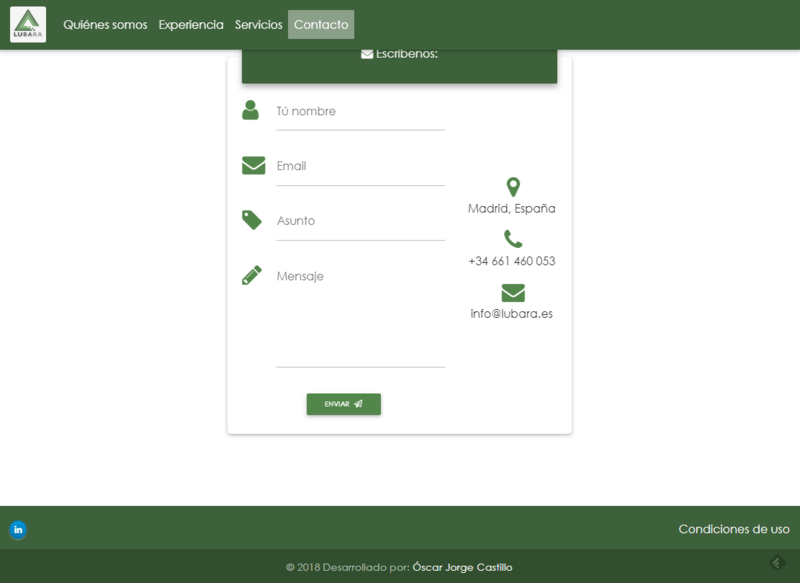 LUBARA
Quiénes somos Experiencia Servicios Contacto
Escríbenos:
Tú nombre
Email
Asunto
Mensaje
ENVIAR
Madrid, España
+34 661 460 053
info@lubara.es
in
Condiciones de uso
© 2018 Desarrollado por: Óscar Jorge Castillo